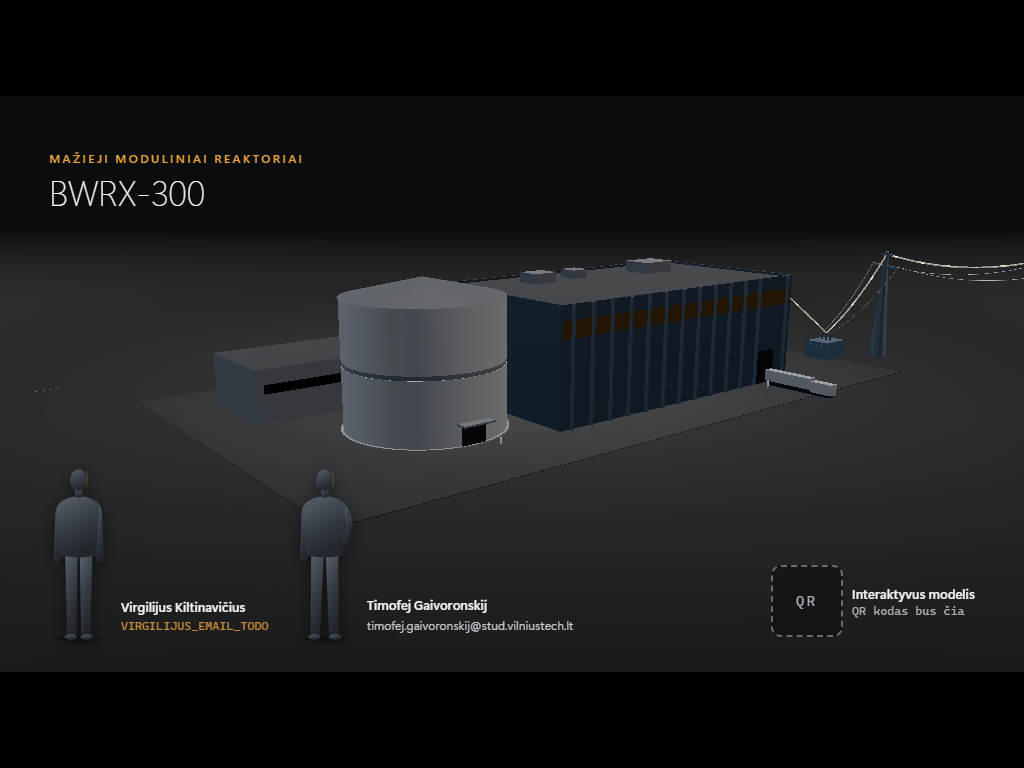 MAŽIEJI MODULINIAI REAKTORIAI
BWRX-300
Virgilijus Kiltinavičius
VIRGILIJUS_EMAIL_TODO
Timofej Gaivoronskij
timofej.gaivoronskij@stud.vilniustech.lt
QR
Interaktyvus modelis
QR kodas bus čia